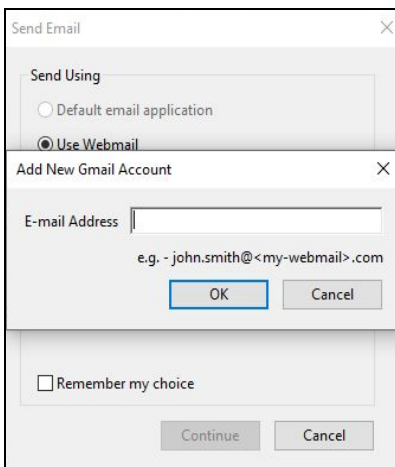 Send Email
Send Using
Default email application
Use Webmail
Add New Gmail Account
E-mail Address
e.g. - john.smith@<my-webmail>.com
OK Cancel
Remember my choice
Continue Cancel